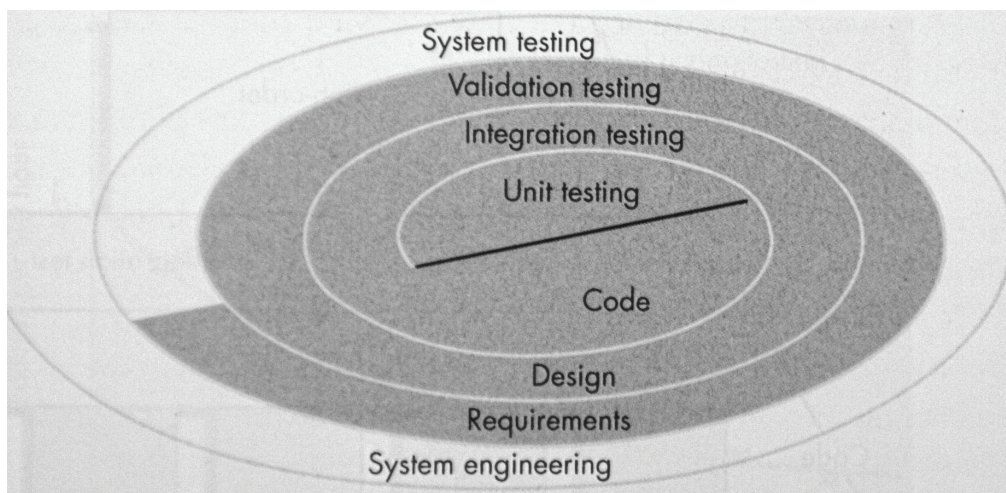 System testing
Validation testing
Integration testing
Unit testing
Code
Design
Requirements
System engineering